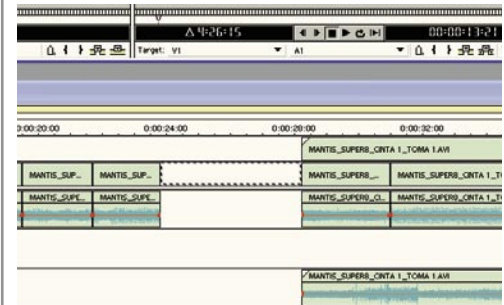 Δ 4:26:15
00:00:13:21
Target: V1
A1
0:00:20:00 0:00:24:00 0:00:28:00 0:00:32:00
MANTIS_SUPER8_CINTA 1_TOMA 1.AVI
MANTIS_SUP... MANTIS_SUP... MANTIS_SUPER8_... MANTIS_SUPER8_CINTA 1_T
MANTIS_SUPE... MANTIS_SUPE... MANTIS_SUPER8_CI... MANTIS_SUPER8_CINTA 1_T
MANTIS_SUPER8_CINTA 1_TOMA 1.AVI